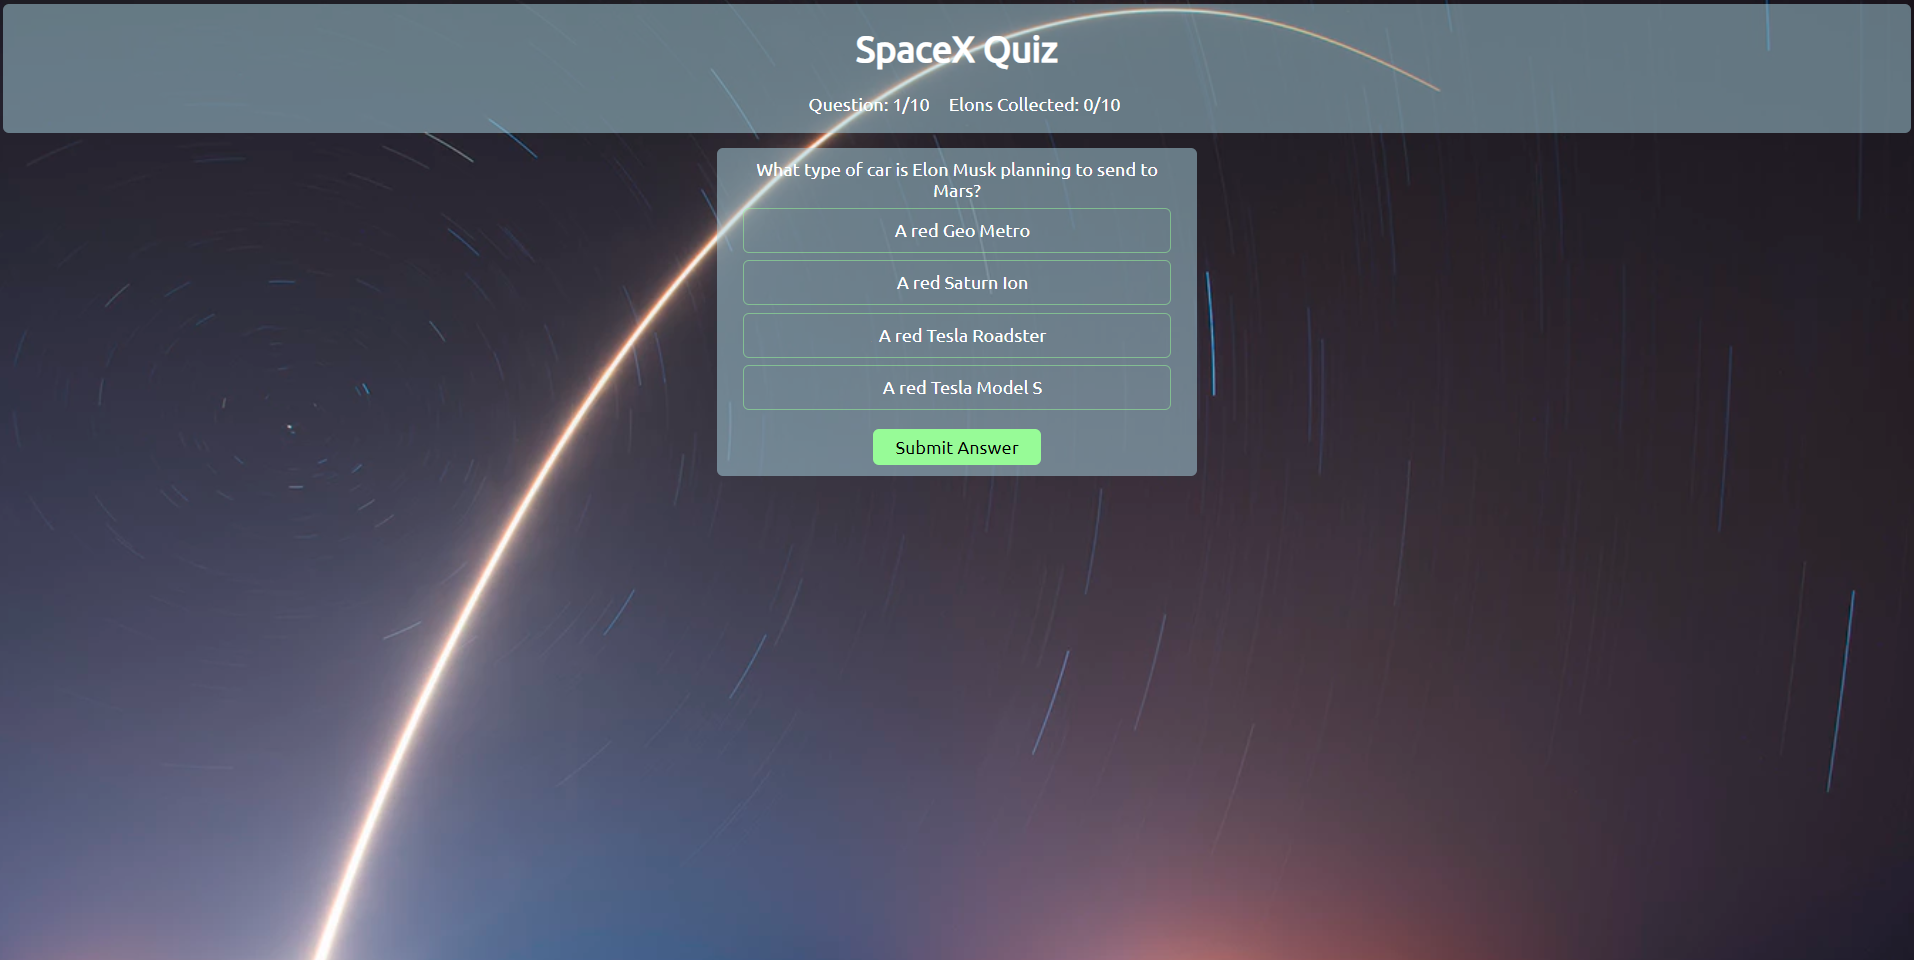 SpaceX Quiz
Question: 1/10 Elons Collected: 0/10
What type of car is Elon Musk planning to send to
Mars?
A red Geo Metro
A red Saturn Ion
A red Tesla Roadster
A red Tesla Model S
Submit Answer